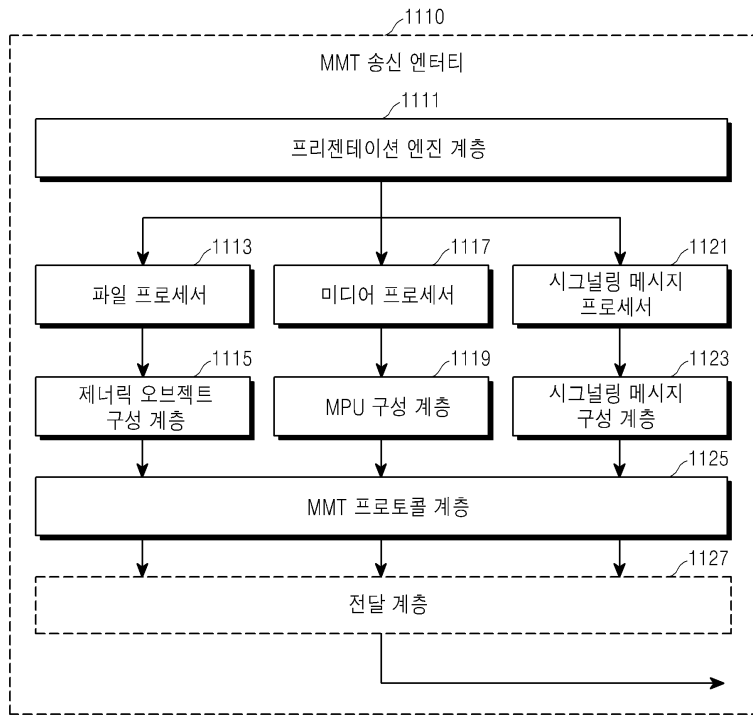 1110
MMT 송신 엔터티
1111
프리젠테이션 엔진 계층
1113
파일 프로세서
1117
미디어 프로세서
1121
시그널링 메시지
프로세서
1115
제너릭 오브젝트
구성 계층
1119
MPU 구성 계층
1123
시그널링 메시지
구성 계층
1125
MMT 프로토콜 계층
1127
전달 계층